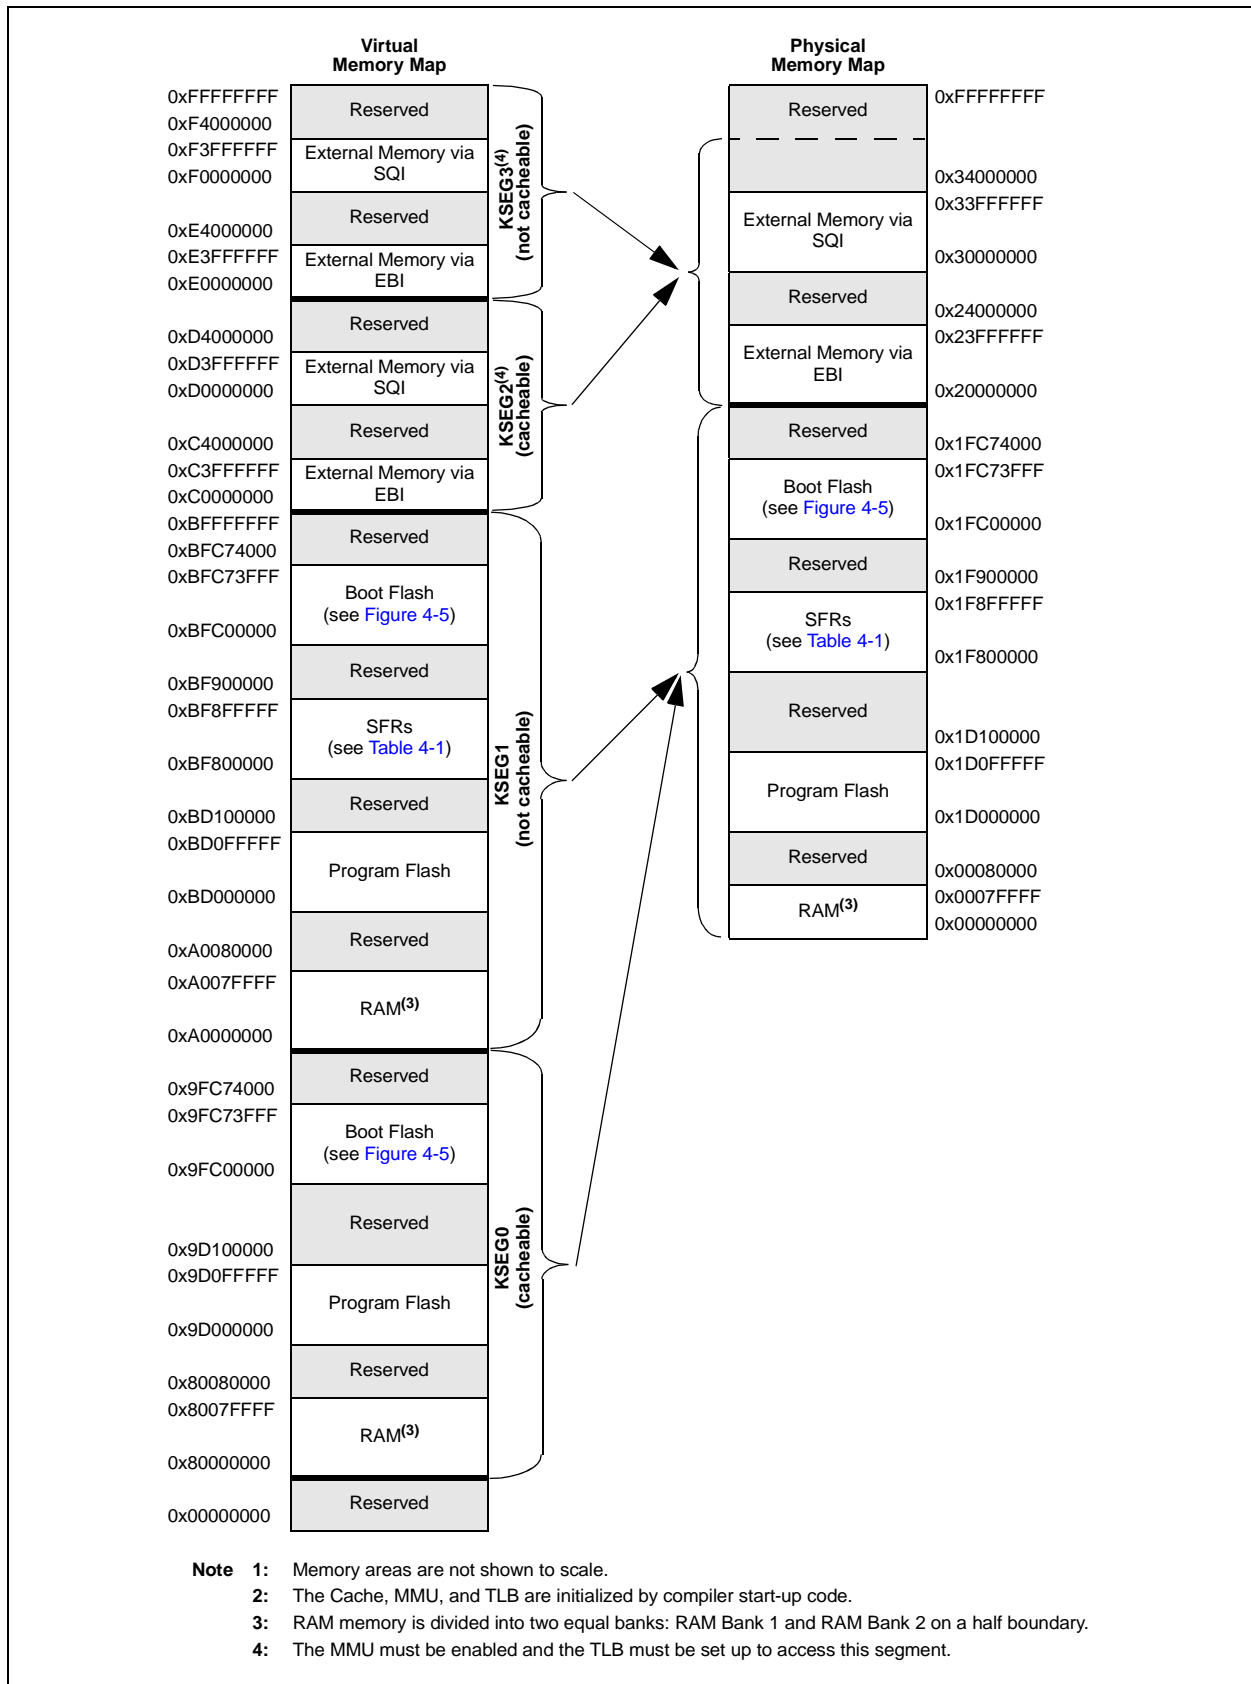 Virtual
Memory Map
0xFFFFFFFF
Reserved
0xF4000000
0xF3FFFFFF
External Memory via
SQI
0xF0000000
Reserved
0xE4000000
0xE3FFFFFF
External Memory via
EBI
0xE0000000
KSEG3(4)
(not cacheable)
Reserved
0xD4000000
0xD3FFFFFF
External Memory via
SQI
0xD0000000
Reserved
0xC4000000
0xC3FFFFFF
External Memory via
EBI
0xC0000000
KSEG2(4)
(cacheable)
0xBFFFFFFF
Reserved
0xBFC74000
0xBFC73FFF
Boot Flash
(see Figure 4-5)
0xBFC00000
Reserved
0xBF900000
0xBF8FFFFF
SFRs
(see Table 4-1)
0xBF800000
Reserved
0xBD100000
0xBD0FFFFF
Program Flash
0xBD000000
Reserved
0xA0080000
0xA007FFFF
RAM(3)
0xA0000000
KSEG1
(not cacheable)
Reserved
0x9FC74000
0x9FC73FFF
Boot Flash
(see Figure 4-5)
0x9FC00000
Reserved
0x9D100000
0x9D0FFFFF
Program Flash
0x9D000000
Reserved
0x80080000
0x8007FFFF
RAM(3)
0x80000000
KSEG0
(cacheable)
Reserved
0x00000000
Physical
Memory Map
0xFFFFFFFF
Reserved
0x34000000
0x33FFFFFF
External Memory via
SQI
0x30000000
Reserved
0x24000000
0x23FFFFFF
External Memory via
EBI
0x20000000
Reserved
0x1FC74000
0x1FC73FFF
Boot Flash
(see Figure 4-5)
0x1FC00000
Reserved
0x1F900000
0x1F8FFFFF
SFRs
(see Table 4-1)
0x1F800000
Reserved
0x1D100000
0x1D0FFFFF
Program Flash
0x1D000000
Reserved
0x00080000
0x0007FFFF
RAM(3)
0x00000000
Note 1: Memory areas are not shown to scale.
2: The Cache, MMU, and TLB are initialized by compiler start-up code.
3: RAM memory is divided into two equal banks: RAM Bank 1 and RAM Bank 2 on a half boundary.
4: The MMU must be enabled and the TLB must be set up to access this segment.